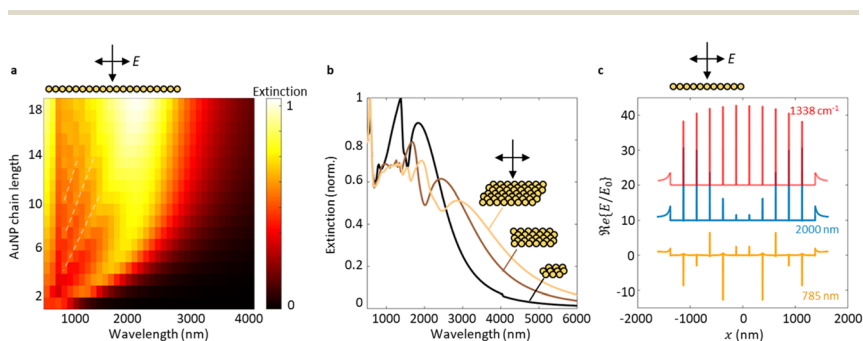 E
E
a
Extinction
b
c
18
14
10
6
2
AuNP chain length
1
0
1000 2000 3000 4000
Wavelength (nm)
1
0.8
0.6
0.4
0.2
0
Extinction (norm.)
1000 2000 3000 4000 5000 6000
Wavelength (nm)
40
30
20
10
0
-10
ℜe{E/E₀}
1338 cm⁻¹
2000 nm
785 nm
-2000 -1000 0 1000 2000
x (nm)